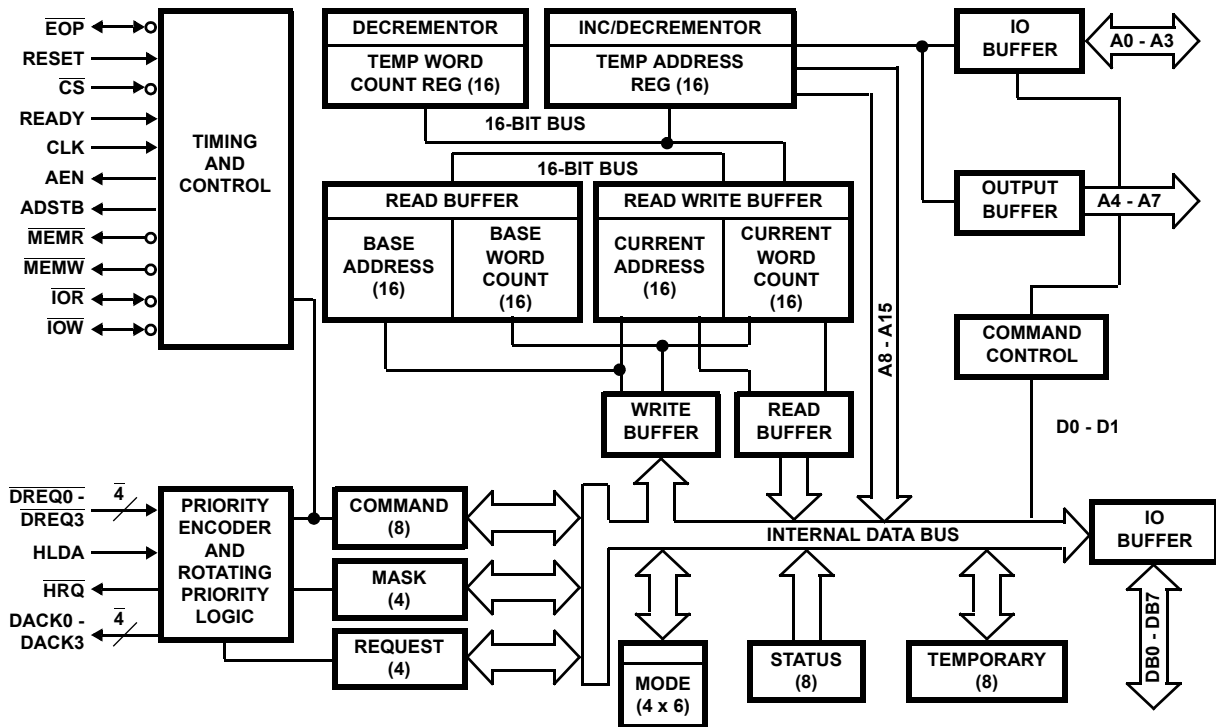 EOP
RESET
CS
READY
CLK
AEN
ADSTB
MEMR
MEMW
IOR
IOW
TIMING
AND
CONTROL
DECREMENTOR
TEMP WORD
COUNT REG (16)
INC/DECREMENTOR
TEMP ADDRESS
REG (16)
16-BIT BUS
16-BIT BUS
READ BUFFER
BASE
ADDRESS
(16)
BASE
WORD
COUNT
(16)
READ WRITE BUFFER
CURRENT
ADDRESS
(16)
CURRENT
WORD
COUNT
(16)
WRITE
BUFFER
READ
BUFFER
A8 - A15
IO
BUFFER
A0 - A3
OUTPUT
BUFFER
A4 - A7
COMMAND
CONTROL
D0 - D1
DREQ0 -
DREQ3
4
HLDA
HRQ
DACK0 -
DACK3
4
PRIORITY
ENCODER
AND
ROTATING
PRIORITY
LOGIC
COMMAND
(8)
MASK
(4)
REQUEST
(4)
INTERNAL DATA BUS
MODE
(4 x 6)
STATUS
(8)
TEMPORARY
(8)
IO
BUFFER
DB0 - DB7